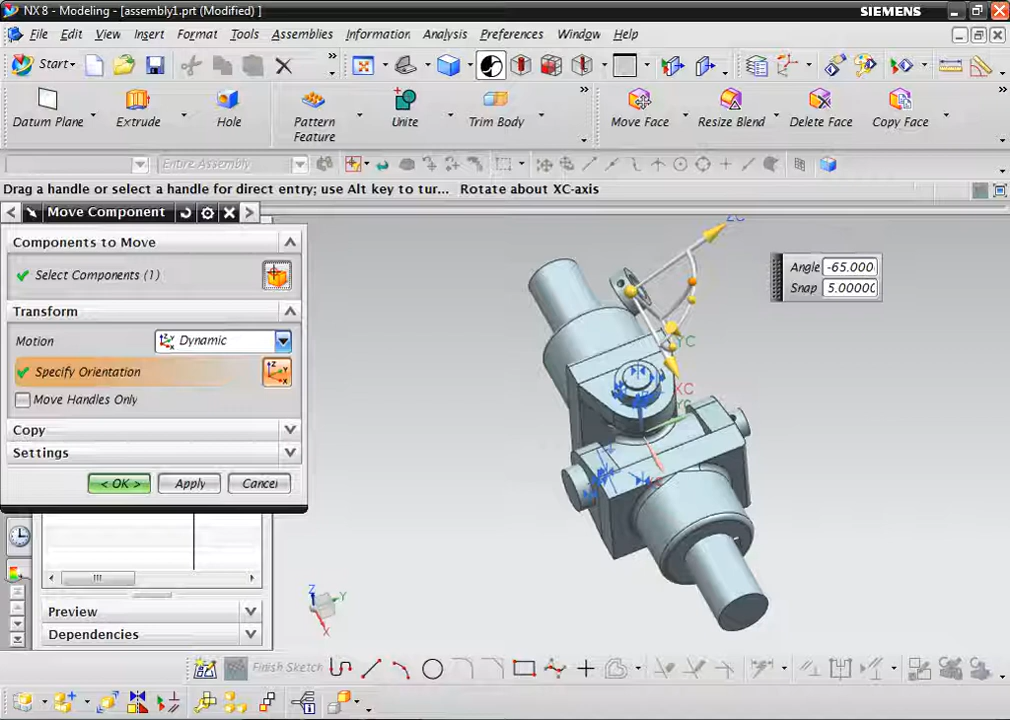 NX 8 - Modeling - [assembly1.prt (Modified) ]
SIEMENS
File Edit View Insert Format Tools Assemblies Information Analysis Preferences Window Help
Start
Datum Plane Extrude Hole Pattern Feature Unite Trim Body Move Face Resize Blend Delete Face Copy Face
Entire Assembly
Drag a handle or select a handle for direct entry; use Alt key to tur... Rotate about XC-axis
Move Component
Components to Move
Select Components (1)
Transform
Motion Dynamic
Specify Orientation
Move Handles Only
Copy
Settings
< OK > Apply Cancel
Preview
Dependencies
Angle -65.000
Snap 5.00000
ZC
YC
XC
YC
Z
Y
X
Finish Sketch